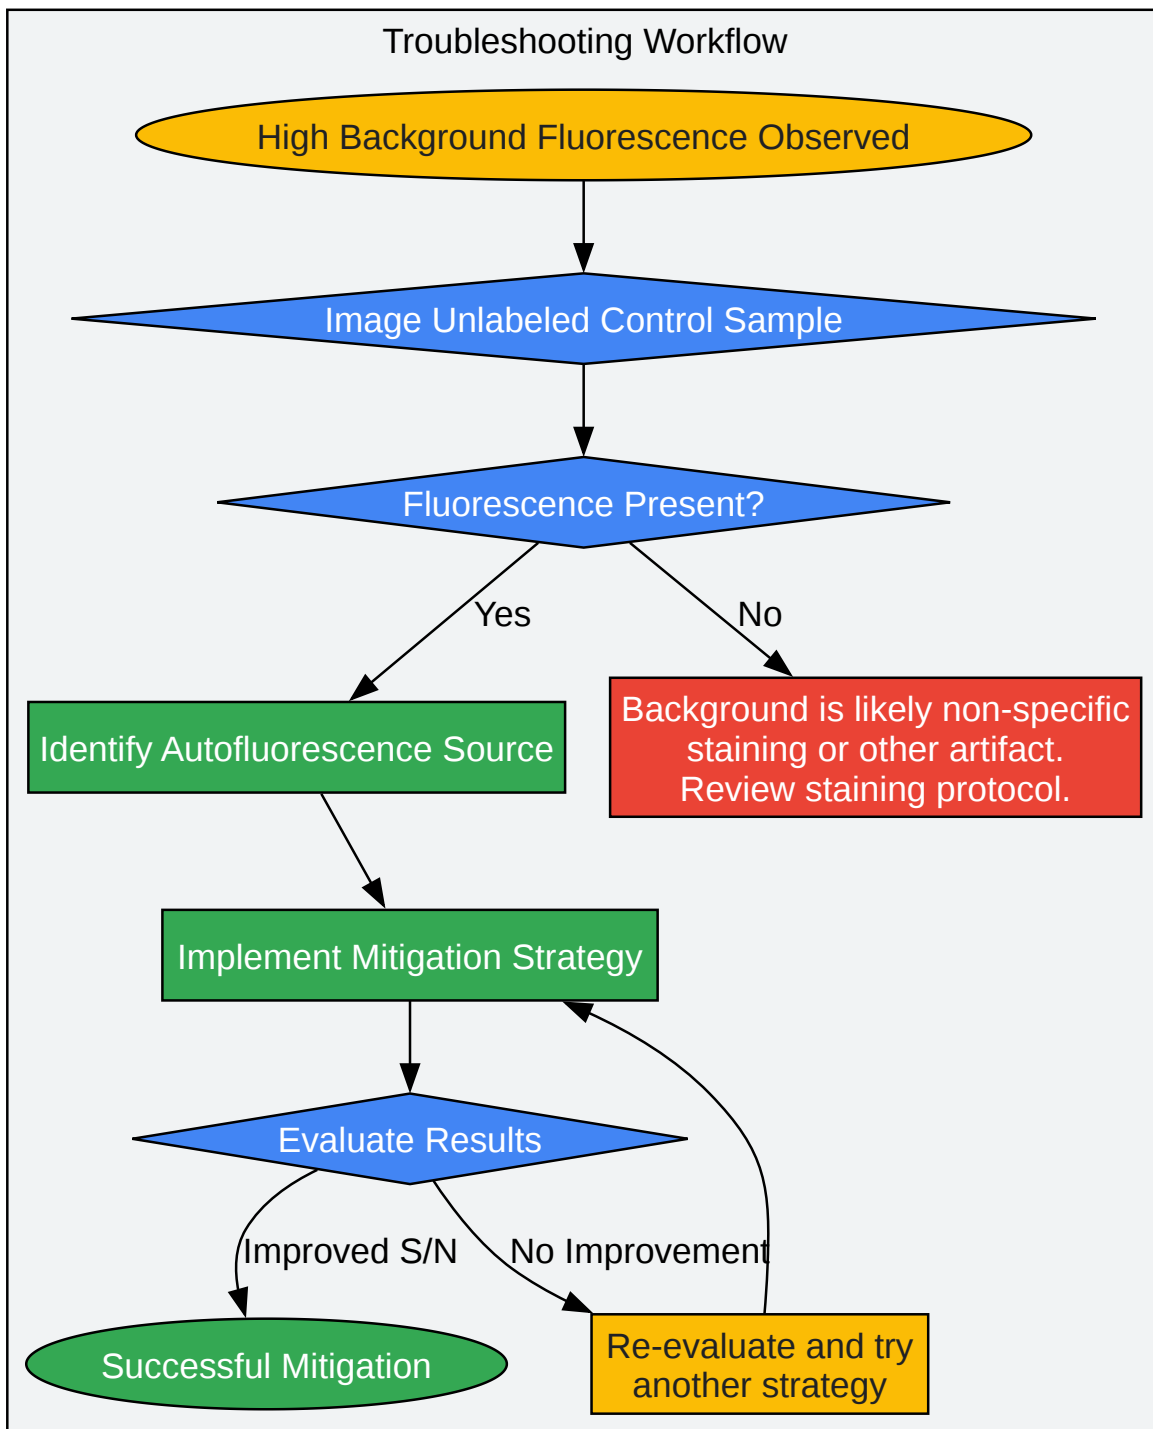 Troubleshooting Workflow
High Background Fluorescence Observed
Image Unlabeled Control Sample
Fluorescence Present?
Yes
No
Identify Autofluorescence Source
Background is likely non-specific
staining or other artifact.
Review staining protocol.
Implement Mitigation Strategy
Evaluate Results
Improved S/N
No Improvement
Successful Mitigation
Re-evaluate and try
another strategy